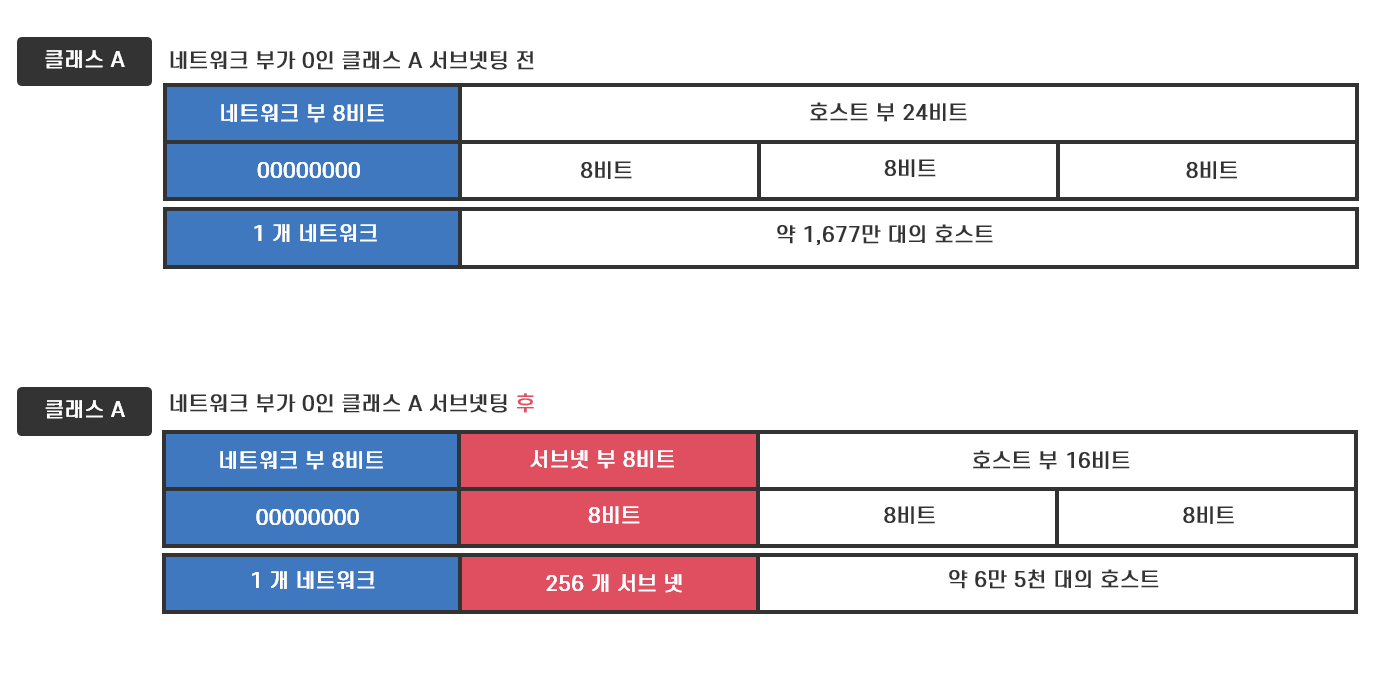 클래스 A
네트워크 부가 0인 클래스 A 서브넷팅 전
네트워크 부 8비트
호스트 부 24비트
00000000
8비트
8비트
8비트
1 개 네트워크
약 1,677만 대의 호스트
클래스 A
네트워크 부가 0인 클래스 A 서브넷팅 후
네트워크 부 8비트
서브넷 부 8비트
호스트 부 16비트
00000000
8비트
8비트
8비트
1 개 네트워크
256 개 서브 넷
약 6만 5천 대의 호스트